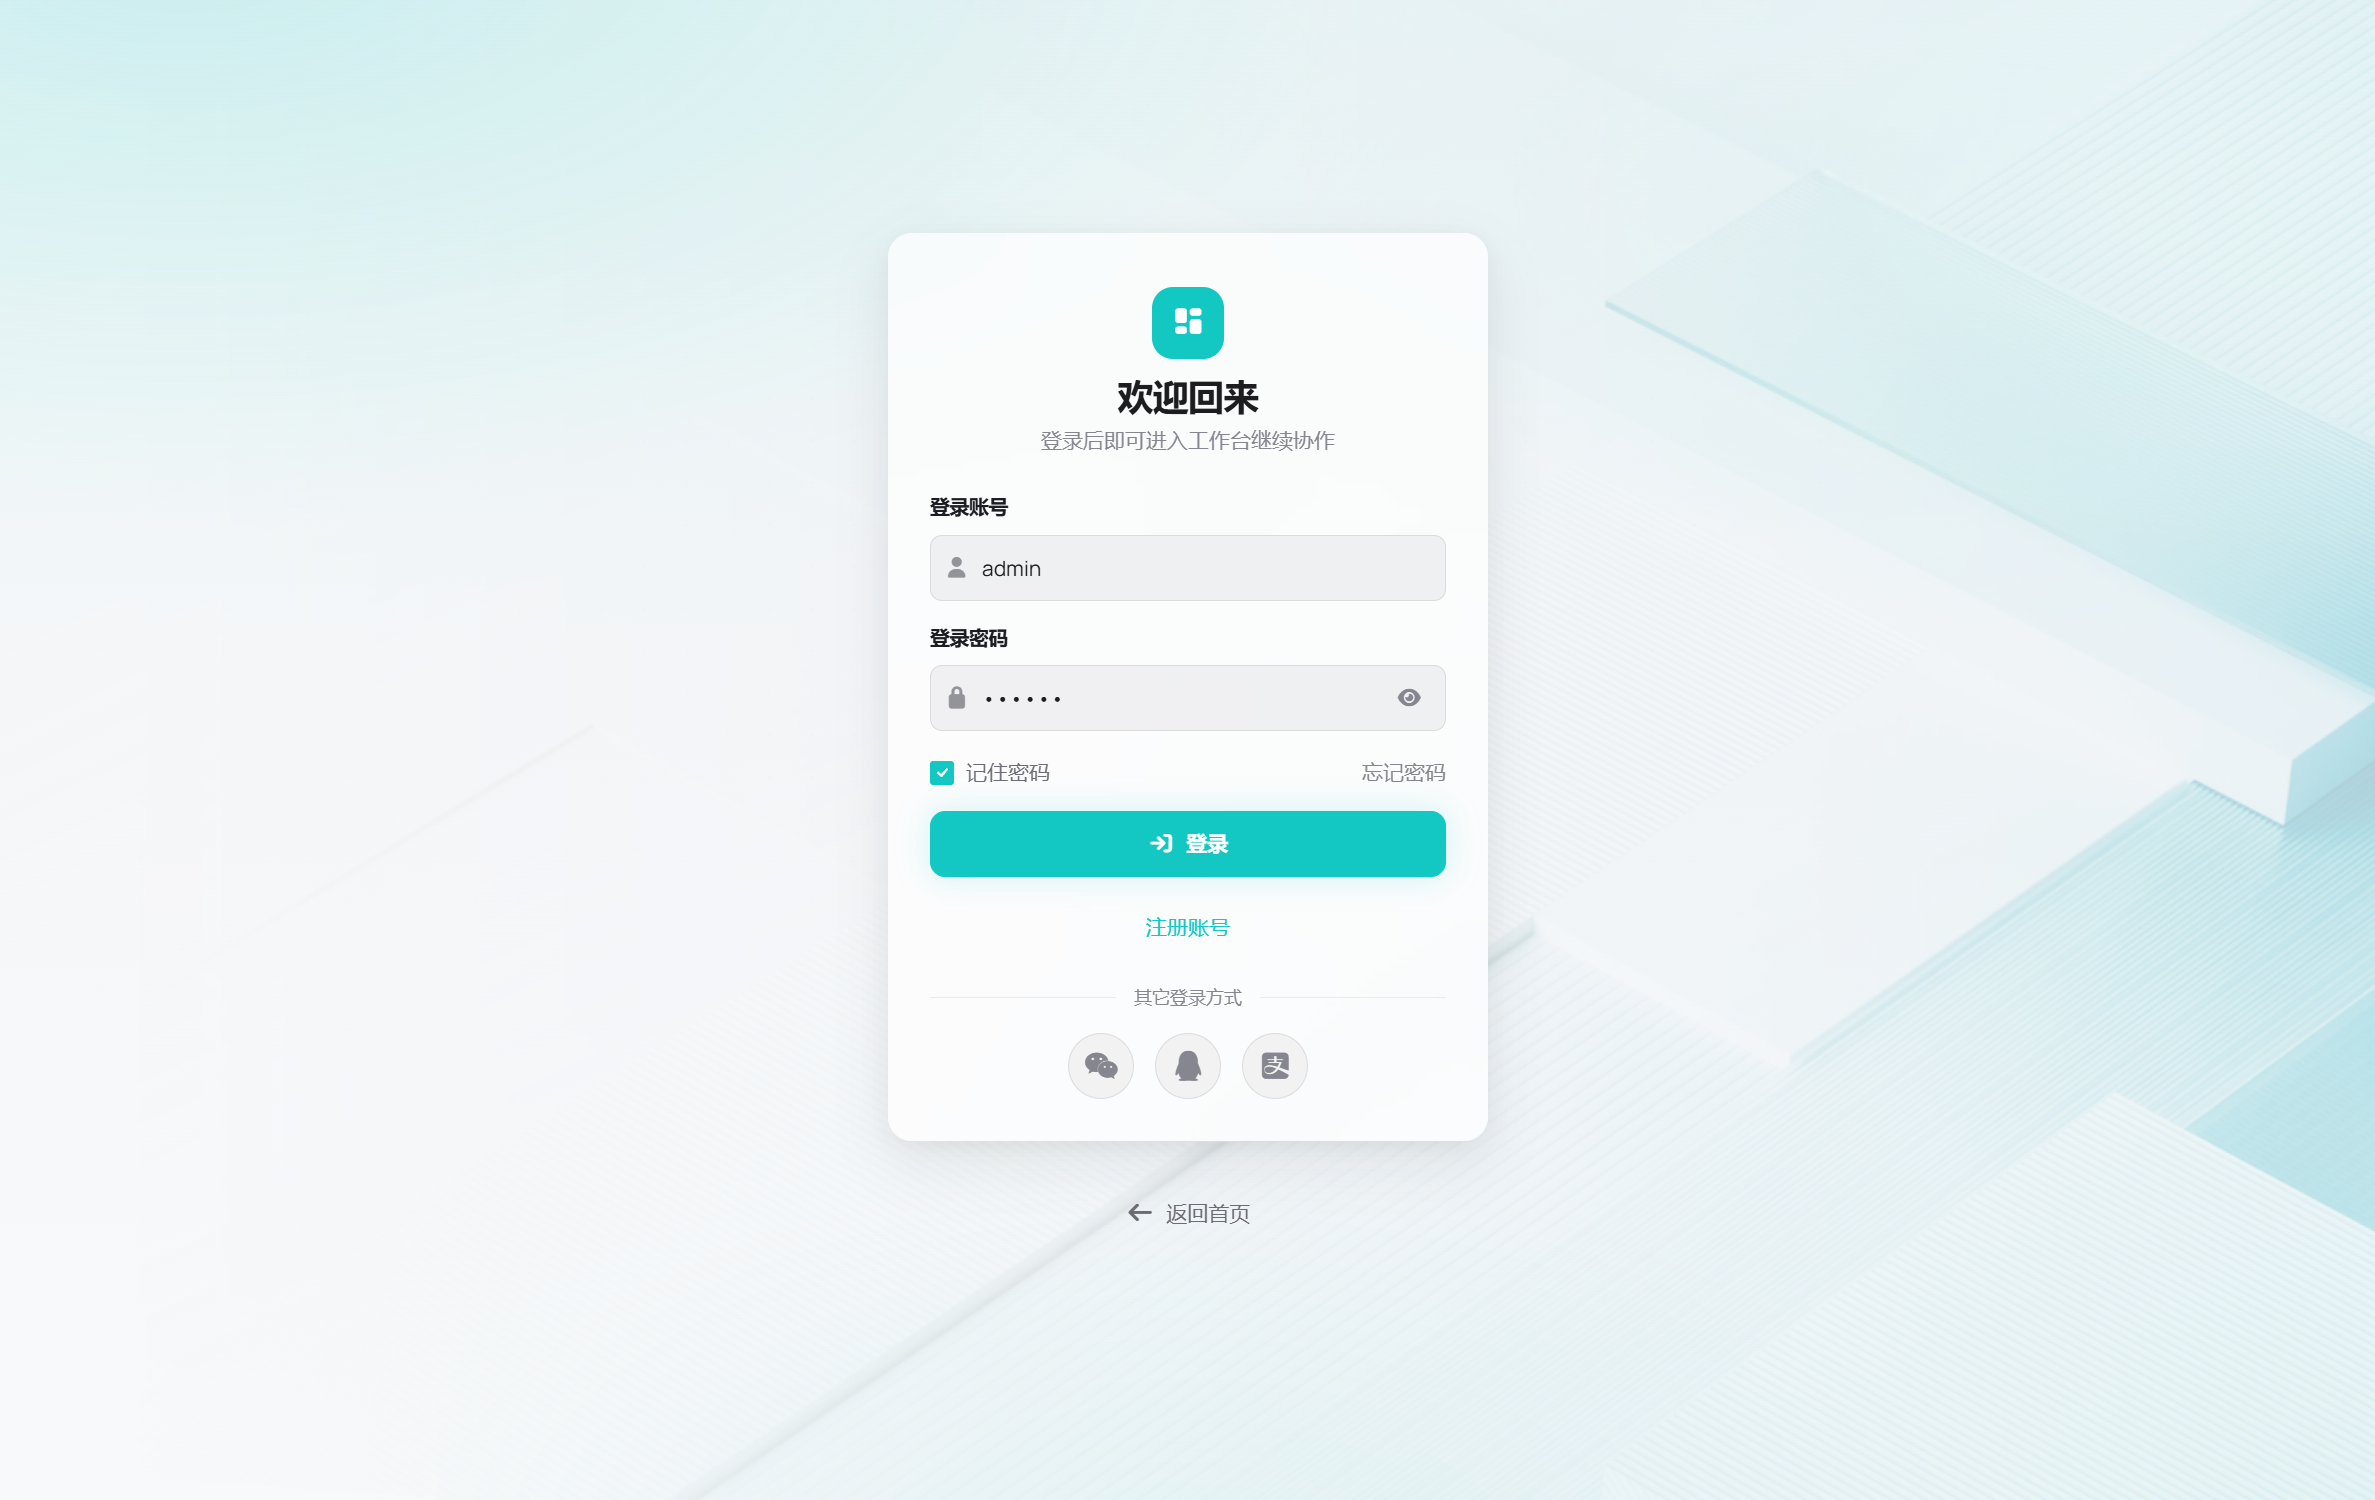 欢迎回来
登录后即可进入工作台继续协作
登录账号
admin
登录密码
••••••
记住密码 忘记密码
登录
注册账号
其它登录方式
支
返回首页